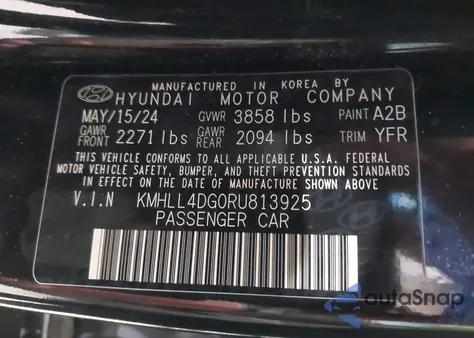 MANUFACTURED IN KOREA BY
HYUNDAI MOTOR COMPANY
MAY/15/24 GVWR 3858 lbs PAINT A2B
GAWR FRONT 2271 lbs GAWR REAR 2094 lbs TRIM YFR
THIS VEHICLE CONFORMS TO ALL APPLICABLE U.S.A. FEDERAL
MOTOR VEHICLE SAFETY, BUMPER, AND THEFT PREVENTION STANDARDS
IN EFFECT ON THE DATE OF MANUFACTURE SHOWN ABOVE.
V.I.N KMHLL4DG0RU813925
PASSENGER CAR
autaSnap